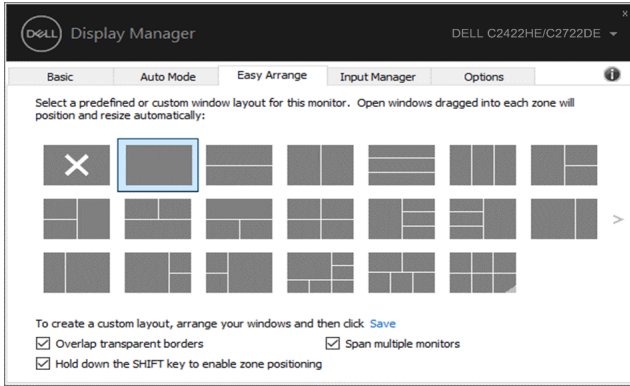 DELL Display Manager
DELL C2422HE/C2722DE
Basic Auto Mode Easy Arrange Input Manager Options
Select a predefined or custom window layout for this monitor. Open windows dragged into each zone will
position and resize automatically:
To create a custom layout, arrange your windows and then click Save
Overlap transparent borders Span multiple monitors
Hold down the SHIFT key to enable zone positioning